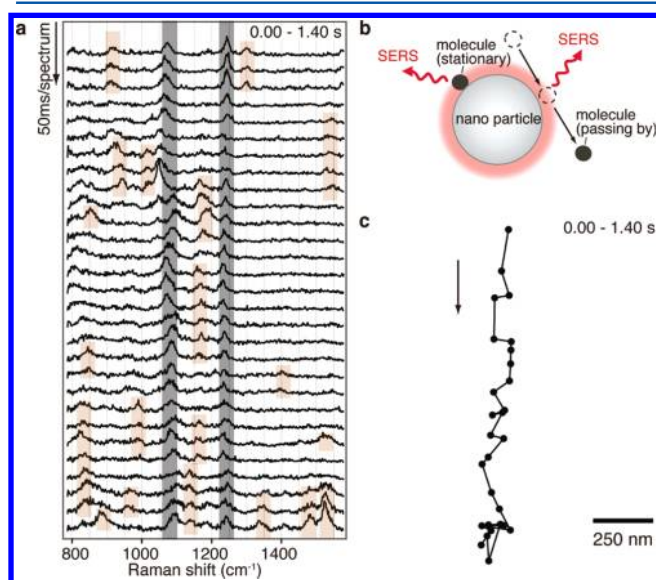 a
0.00 - 1.40 s
50ms/spectrum
800
1000
1200
1400
Raman shift (cm⁻¹)
b
SERS
molecule
(stationary)
SERS
nano particle
molecule
(passing by)
c
0.00 - 1.40 s
250 nm